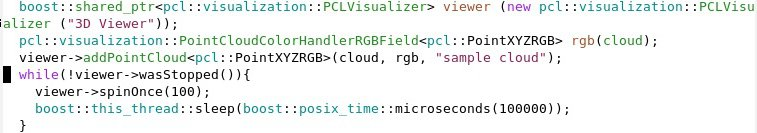 boost::shared_ptr<pcl::visualization::PCLVisualizer> viewer (new pcl::visualization::PCLVisu
alizer ("3D Viewer"));
pcl::visualization::PointCloudColorHandlerRGBField<pcl::PointXYZRGB> rgb(cloud);
viewer->addPointCloud<pcl::PointXYZRGB>(cloud, rgb, "sample cloud");
while(!viewer->wasStopped()){
viewer->spinOnce(100);
boost::this_thread::sleep(boost::posix_time::microseconds(100000));
}